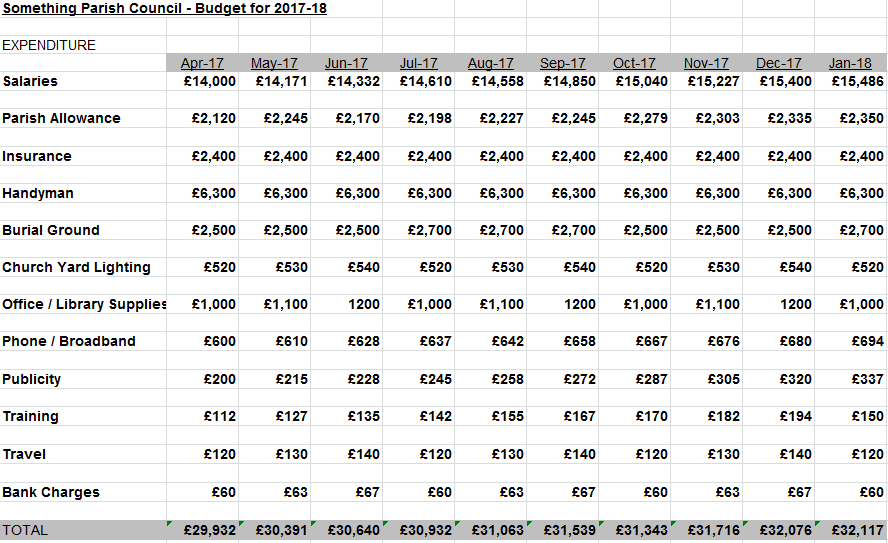 Something Parish Council - Budget for 2017-18
EXPENDITURE
Apr-17 May-17 Jun-17 Jul-17 Aug-17 Sep-17 Oct-17 Nov-17 Dec-17 Jan-18
Salaries £14,000 £14,171 £14,332 £14,610 £14,558 £14,850 £15,040 £15,227 £15,400 £15,486
Parish Allowance £2,120 £2,245 £2,170 £2,198 £2,227 £2,245 £2,279 £2,303 £2,335 £2,350
Insurance £2,400 £2,400 £2,400 £2,400 £2,400 £2,400 £2,400 £2,400 £2,400 £2,400
Handyman £6,300 £6,300 £6,300 £6,300 £6,300 £6,300 £6,300 £6,300 £6,300 £6,300
Burial Ground £2,500 £2,500 £2,500 £2,700 £2,700 £2,700 £2,500 £2,500 £2,500 £2,700
Church Yard Lighting £520 £530 £540 £520 £530 £540 £520 £530 £540 £520
Office / Library Supplies £1,000 £1,100 1200 £1,000 £1,100 1200 £1,000 £1,100 1200 £1,000
Phone / Broadband £600 £610 £628 £637 £642 £658 £667 £676 £680 £694
Publicity £200 £215 £228 £245 £258 £272 £287 £305 £320 £337
Training £112 £127 £135 £142 £155 £167 £170 £182 £194 £150
Travel £120 £130 £140 £120 £130 £140 £120 £130 £140 £120
Bank Charges £60 £63 £67 £60 £63 £67 £60 £63 £67 £60
TOTAL £29,932 £30,391 £30,640 £30,932 £31,063 £31,539 £31,343 £31,716 £32,076 £32,117